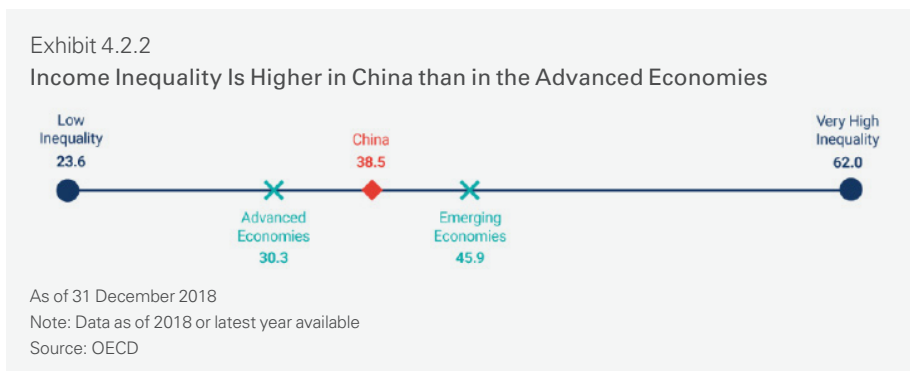 Exhibit 4.2.2
Income Inequality Is Higher in China than in the Advanced Economies
Low
Inequality
23.6
China
38.5
Very High
Inequality
62.0
Advanced
Economies
30.3
Emerging
Economies
45.9
As of 31 December 2018
Note: Data as of 2018 or latest year available
Source: OECD